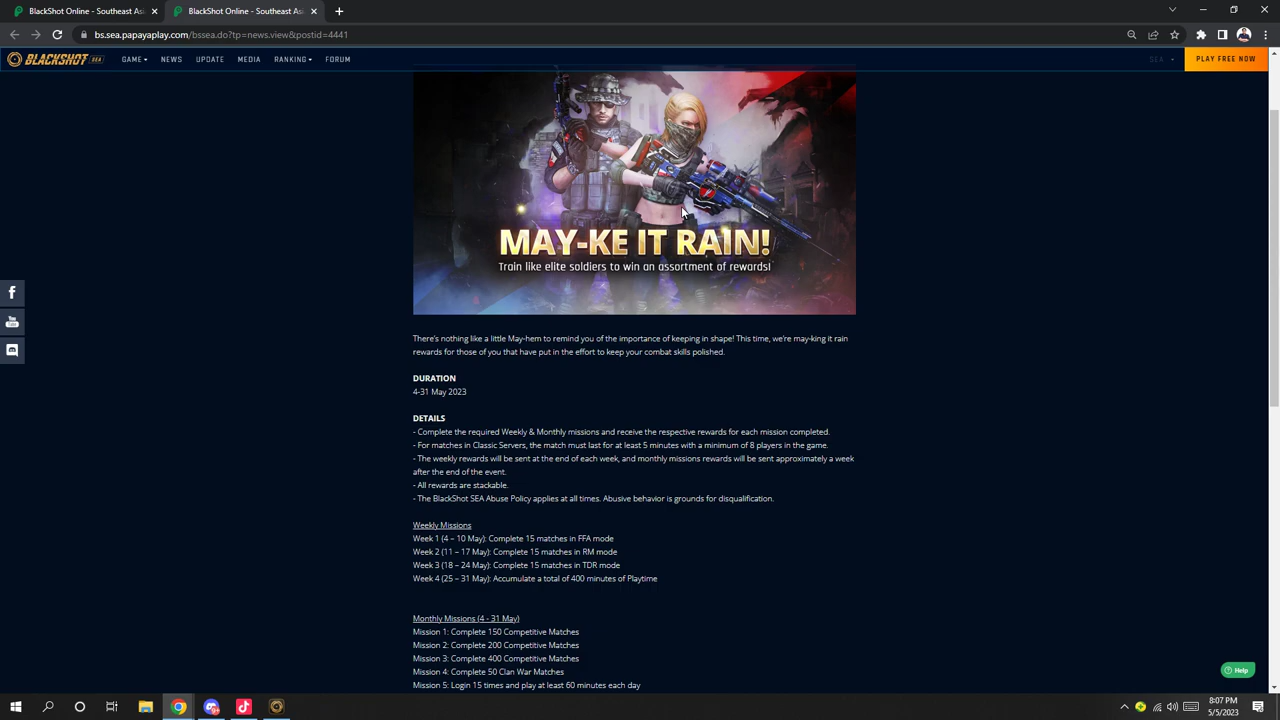 BlackShot Online - SEA
BlackShot Online - SEA
bs.sea.papayaplay.com/bssea.do?tp=news.view&postid=4441
BLACKSHOT SEA
GAME
NEWS
UPDATE
MEDIA
RANKING
FORUM
SEA
PLAY FREE NOW
MAY-KE IT RAIN!
Train like elite soldiers to win an assortment of rewards!
There's nothing like a little May-hem to remind you of the importance of keeping in shape! This time, we're may-king it rain
rewards for those of you that have put in the effort to keep your combat skills polished.
DURATION
4-31 May 2023
DETAILS
- Complete the required Weekly & Monthly missions and receive the respective rewards for each mission completed.
- For matches in Classic Servers, the match must last for at least 5 minutes with a minimum of 8 players in the game.
- The weekly rewards will be sent at the end of each week, and monthly missions rewards will be sent approximately a week
after the end of the event.
- All rewards are stackable.
- The BlackShot SEA Abuse Policy applies at all times. Abusive behavior is grounds for disqualification.
Weekly Missions
Week 1 (4 – 10 May): Complete 15 matches in FFA mode
Week 2 (11 – 17 May): Complete 15 matches in RM mode
Week 3 (18 – 24 May): Complete 15 matches in TDR mode
Week 4 (25 – 31 May): Accumulate a total of 400 minutes of Playtime
Monthly Missions (4 - 31 May)
Mission 1: Complete 150 Competitive Matches
Mission 2: Complete 200 Competitive Matches
Mission 3: Complete 400 Competitive Matches
Mission 4: Complete 50 Clan War Matches
Mission 5: Login 15 times and play at least 60 minutes each day
You Tube
Help
8:07 PM
5/5/2023